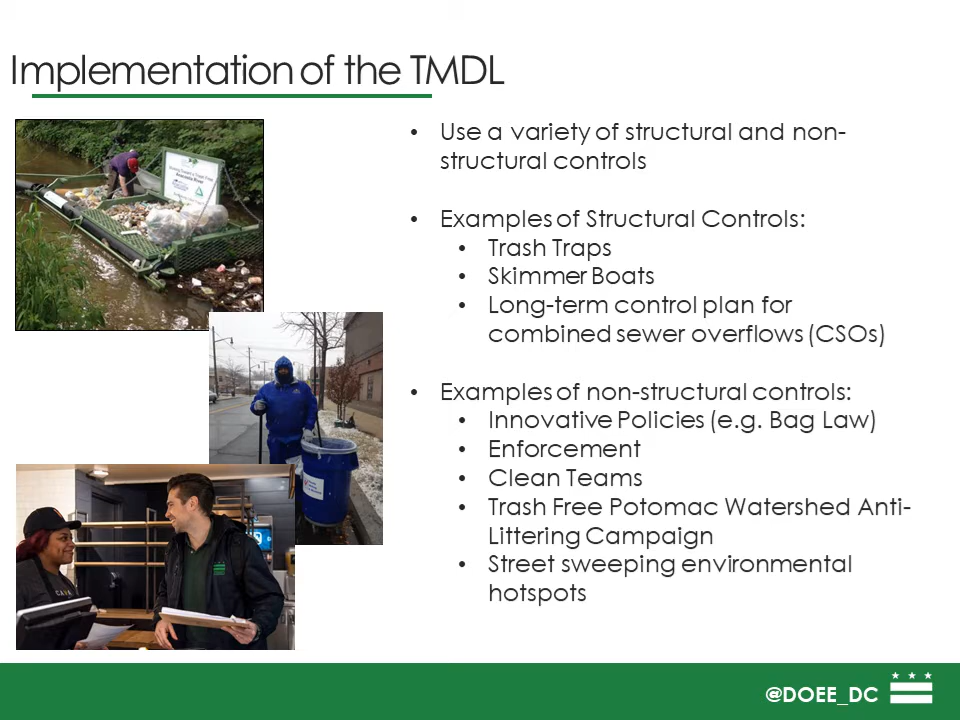 Implementation of the TMDL
• Use a variety of structural and non-
structural controls
• Examples of Structural Controls:
• Trash Traps
• Skimmer Boats
• Long-term control plan for
combined sewer overflows (CSOs)
• Examples of non-structural controls:
• Innovative Policies (e.g. Bag Law)
• Enforcement
• Clean Teams
• Trash Free Potomac Watershed Anti-
Littering Campaign
• Street sweeping environmental
hotspots
Anacostia River
@DOEE_DC